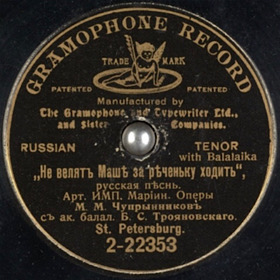 GRAMOPHONE RECORD
TRADE MARK
PATENTED PATENTED
Manufactured by
The Gramophone and Typewriter Ltd.,
and Sister Companies.
RUSSIAN TENOR
with Balalaika
„Не велятъ Машѣ за рѣченьку ходить",
русская пѣснь.
Арт. ИМП. Маріин. Оперы
М. М. Чупрынниковъ
съ ак. балал. Б. С. Трояновскаго.
St. Petersburg.
2-22353